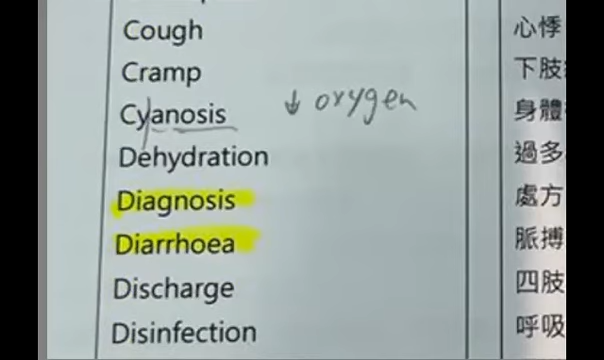 Cough
Cramp
Cyanosis ↓ oxygen
Dehydration
Diagnosis
Diarrhoea
Discharge
Disinfection
心悸
下肢
身體
過多
處方
脈搏
四肢
呼吸